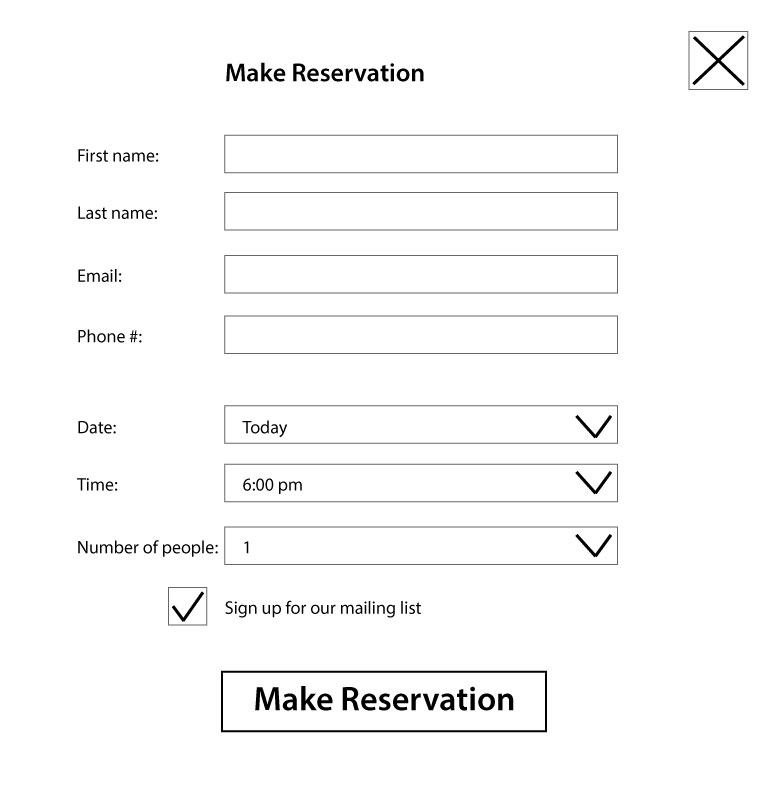 Make Reservation
First name:
Last name:
Email:
Phone #:
Date: Today
Time: 6:00 pm
Number of people: 1
Sign up for our mailing list
Make Reservation